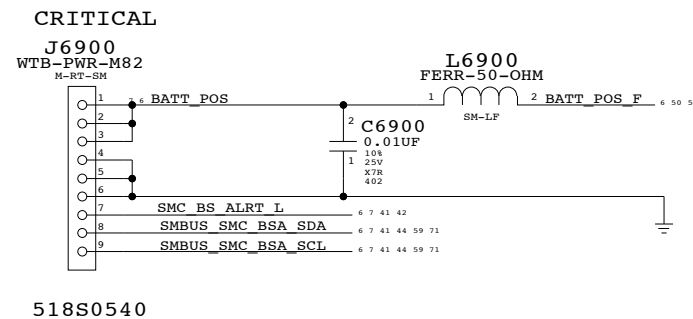 CRITICAL
J6900
WTB-PWR-M82
M-RT-SM
L6900
FERR-50-OHM
1
7 6 BATT_POS
1
2 BATT_POS_F
6 50 5
SM-LF
2
3
2
C6900
0.01UF
10%
25V
X7R
402
1
4
5
6
7
SMC_BS_ALRT_L
6 7 41 42
8
SMBUS_SMC_BSA_SDA
6 7 41 44 59 71
9
SMBUS_SMC_BSA_SCL
6 7 41 44 59 71
518S0540